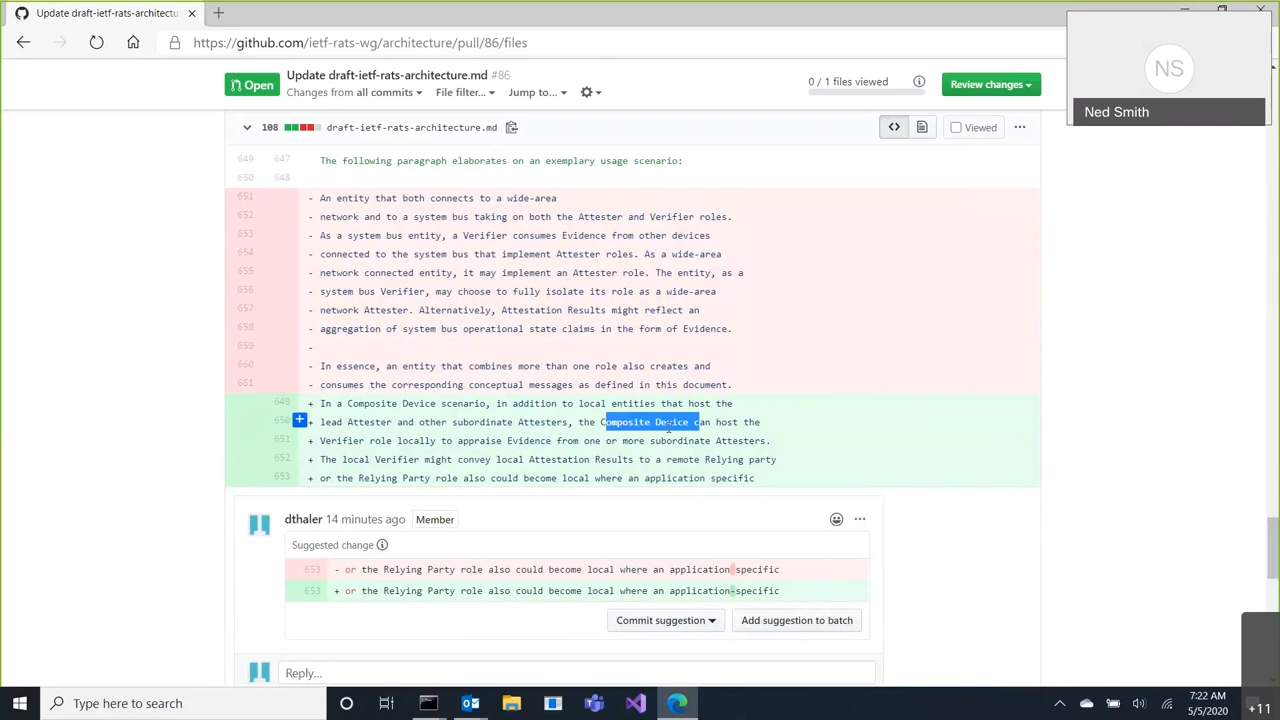 Update draft-ietf-rats-architectu
https://github.com/ietf-rats-wg/architecture/pull/86/files
NS
Ned Smith
Open
Update draft-ietf-rats-architecture.md #86
Changes from all commits
File filter...
Jump to...
0 / 1 files viewed
Review changes
108
draft-ietf-rats-architecture.md
Viewed
649 647 The following paragraph elaborates on an exemplary usage scenario:
650 648
651 - An entity that both connects to a wide-area
652 - network and to a system bus taking on both the Attester and Verifier roles.
653 - As a system bus entity, a Verifier consumes Evidence from other devices
654 - connected to the system bus that implement Attester roles. As a wide-area
655 - network connected entity, it may implement an Attester role. The entity, as a
656 - system bus Verifier, may choose to fully isolate its role as a wide-area
657 - network Attester. Alternatively, Attestation Results might reflect an
658 - aggregation of system bus operational state claims in the form of Evidence.
659 -
660 - In essence, an entity that combines more than one role also creates and
661 - consumes the corresponding conceptual messages as defined in this document.
649 + In a Composite Device scenario, in addition to local entities that host the
650 + lead Attester and other subordinate Attesters, the Composite Device can host the
651 + Verifier role locally to appraise Evidence from one or more subordinate Attesters.
652 + The local Verifier might convey local Attestation Results to a remote Relying party
653 + or the Relying Party role also could become local where an application specific
dthaler 14 minutes ago Member
Suggested change
653 - or the Relying Party role also could become local where an application specific
653 + or the Relying Party role also could become local where an application-specific
Commit suggestion
Add suggestion to batch
Reply...
Type here to search
7:22 AM
5/5/2020
+11